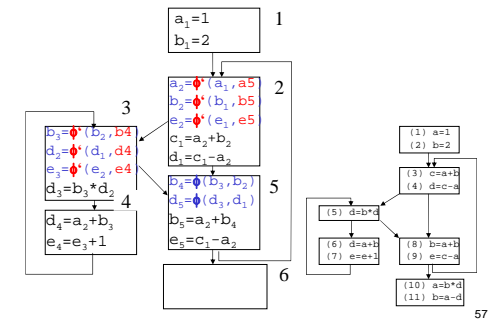 a₁=1
b₁=2
1
a₂=ϕ‘(a₁,a5)
b₂=ϕ‘(b₁,b5)
e₂=ϕ‘(e₁,e5)
c₁=a₂+b₂
d₁=c₁-a₂
2
3
b₃=ϕ‘(b₂,b4)
d₂=ϕ‘(d₁,d4)
e₃=ϕ‘(e₂,e4)
d₃=b₃*d₂
4
d₄=a₂+b₃
e₄=e₃+1
b₄=ϕ(b₃,b₂)
d₅=ϕ(d₃,d₁)
b₅=a₂+b₄
e₅=c₁-a₂
5
6
(1) a=1
(2) b=2
(3) c=a+b
(4) d=c-a
(5) d=b*d
(6) d=a+b
(7) e=e+1
(8) b=a+b
(9) e=c-a
(10) a=b*d
(11) b=a-d
57